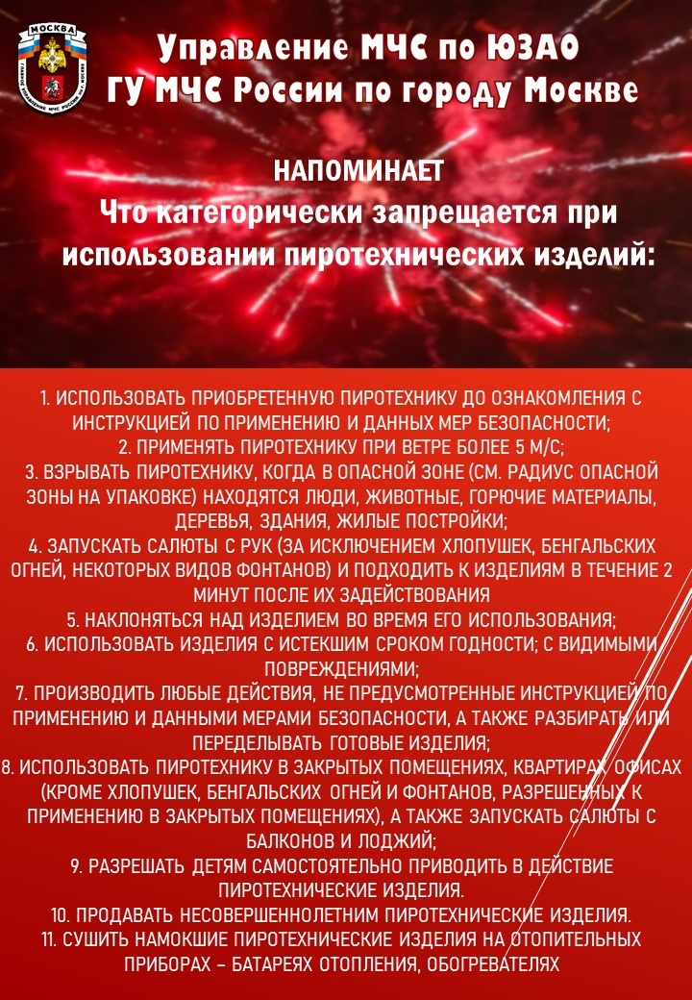 МОСКВА
ГЛАВНОЕ УПРАВЛЕНИЕ МЧС РОССИИ ПО г. МОСКВЕ
Управление МЧС по ЮЗАО
ГУ МЧС России по городу Москве
НАПОМИНАЕТ
Что категорически запрещается при
использовании пиротехнических изделий:
1. ИСПОЛЬЗОВАТЬ ПРИОБРЕТЕННУЮ ПИРОТЕХНИКУ ДО ОЗНАКОМЛЕНИЯ С
ИНСТРУКЦИЕЙ ПО ПРИМЕНЕНИЮ И ДАННЫХ МЕР БЕЗОПАСНОСТИ;
2. ПРИМЕНЯТЬ ПИРОТЕХНИКУ ПРИ ВЕТРЕ БОЛЕЕ 5 М/С;
3. ВЗРЫВАТЬ ПИРОТЕХНИКУ, КОГДА В ОПАСНОЙ ЗОНЕ (СМ. РАДИУС ОПАСНОЙ
ЗОНЫ НА УПАКОВКЕ) НАХОДЯТСЯ ЛЮДИ, ЖИВОТНЫЕ, ГОРЮЧИЕ МАТЕРИАЛЫ,
ДЕРЕВЬЯ, ЗДАНИЯ, ЖИЛЫЕ ПОСТРОЙКИ;
4. ЗАПУСКАТЬ САЛЮТЫ С РУК (ЗА ИСКЛЮЧЕНИЕМ ХЛОПУШЕК, БЕНГАЛЬСКИХ
ОГНЕЙ, НЕКОТОРЫХ ВИДОВ ФОНТАНОВ) И ПОДХОДИТЬ К ИЗДЕЛИЯМ В ТЕЧЕНИЕ 2
МИНУТ ПОСЛЕ ИХ ЗАДЕЙСТВОВАНИЯ
5. НАКЛОНЯТЬСЯ НАД ИЗДЕЛИЕМ ВО ВРЕМЯ ЕГО ИСПОЛЬЗОВАНИЯ;
6. ИСПОЛЬЗОВАТЬ ИЗДЕЛИЯ С ИСТЕКШИМ СРОКОМ ГОДНОСТИ; С ВИДИМЫМИ
ПОВРЕЖДЕНИЯМИ;
7. ПРОИЗВОДИТЬ ЛЮБЫЕ ДЕЙСТВИЯ, НЕ ПРЕДУСМОТРЕННЫЕ ИНСТРУКЦИЕЙ ПО
ПРИМЕНЕНИЮ И ДАННЫМИ МЕРАМИ БЕЗОПАСНОСТИ, А ТАКЖЕ РАЗБИРАТЬ ИЛИ
ПЕРЕДЕЛЫВАТЬ ГОТОВЫЕ ИЗДЕЛИЯ;
8. ИСПОЛЬЗОВАТЬ ПИРОТЕХНИКУ В ЗАКРЫТЫХ ПОМЕЩЕНИЯХ, КВАРТИРАХ ОФИСАХ
(КРОМЕ ХЛОПУШЕК, БЕНГАЛЬСКИХ ОГНЕЙ И ФОНТАНОВ, РАЗРЕШЕННЫХ К
ПРИМЕНЕНИЮ В ЗАКРЫТЫХ ПОМЕЩЕНИЯХ), А ТАКЖЕ ЗАПУСКАТЬ САЛЮТЫ С
БАЛКОНОВ И ЛОДЖИЙ;
9. РАЗРЕШАТЬ ДЕТЯМ САМОСТОЯТЕЛЬНО ПРИВОДИТЬ В ДЕЙСТВИЕ
ПИРОТЕХНИЧЕСКИЕ ИЗДЕЛИЯ.
10. ПРОДАВАТЬ НЕСОВЕРШЕННОЛЕТНИМ ПИРОТЕХНИЧЕСКИЕ ИЗДЕЛИЯ.
11. СУШИТЬ НАМОКШИЕ ПИРОТЕХНИЧЕСКИЕ ИЗДЕЛИЯ НА ОТОПИТЕЛЬНЫХ
ПРИБОРАХ – БАТАРЕЯХ ОТОПЛЕНИЯ, ОБОГРЕВАТЕЛЯХ